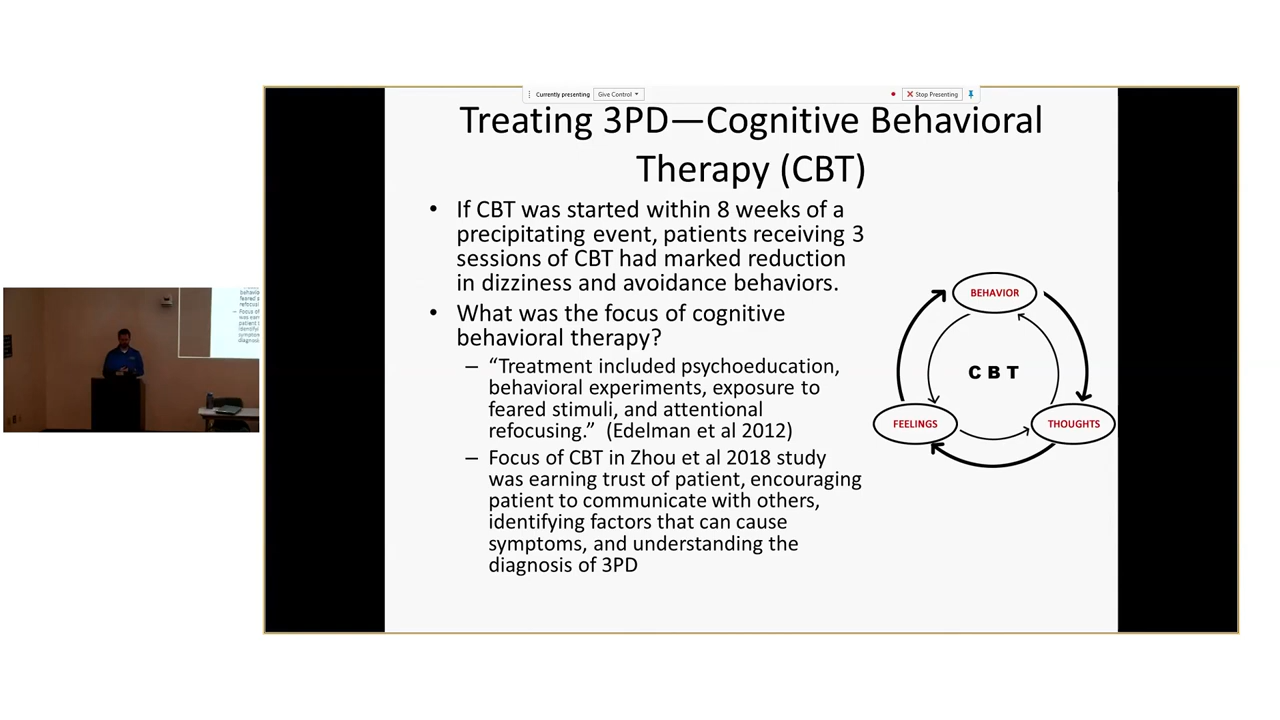 Currently presenting Give Control Stop Presenting
Treating 3PD—Cognitive Behavioral
Therapy (CBT)
• If CBT was started within 8 weeks of a
precipitating event, patients receiving 3
sessions of CBT had marked reduction
in dizziness and avoidance behaviors.
• What was the focus of cognitive
behavioral therapy?
– “Treatment included psychoeducation,
behavioral experiments, exposure to
feared stimuli, and attentional
refocusing.” (Edelman et al 2012)
– Focus of CBT in Zhou et al 2018 study
was earning trust of patient, encouraging
patient to communicate with others,
identifying factors that can cause
symptoms, and understanding the
diagnosis of 3PD
BEHAVIOR
C B T
FEELINGS
THOUGHTS